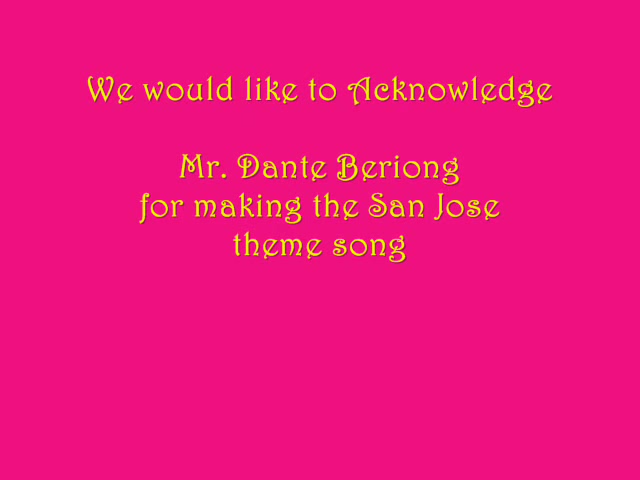 We would like to Acknowledge
Mr. Dante Beriong
for making the San Jose
theme song